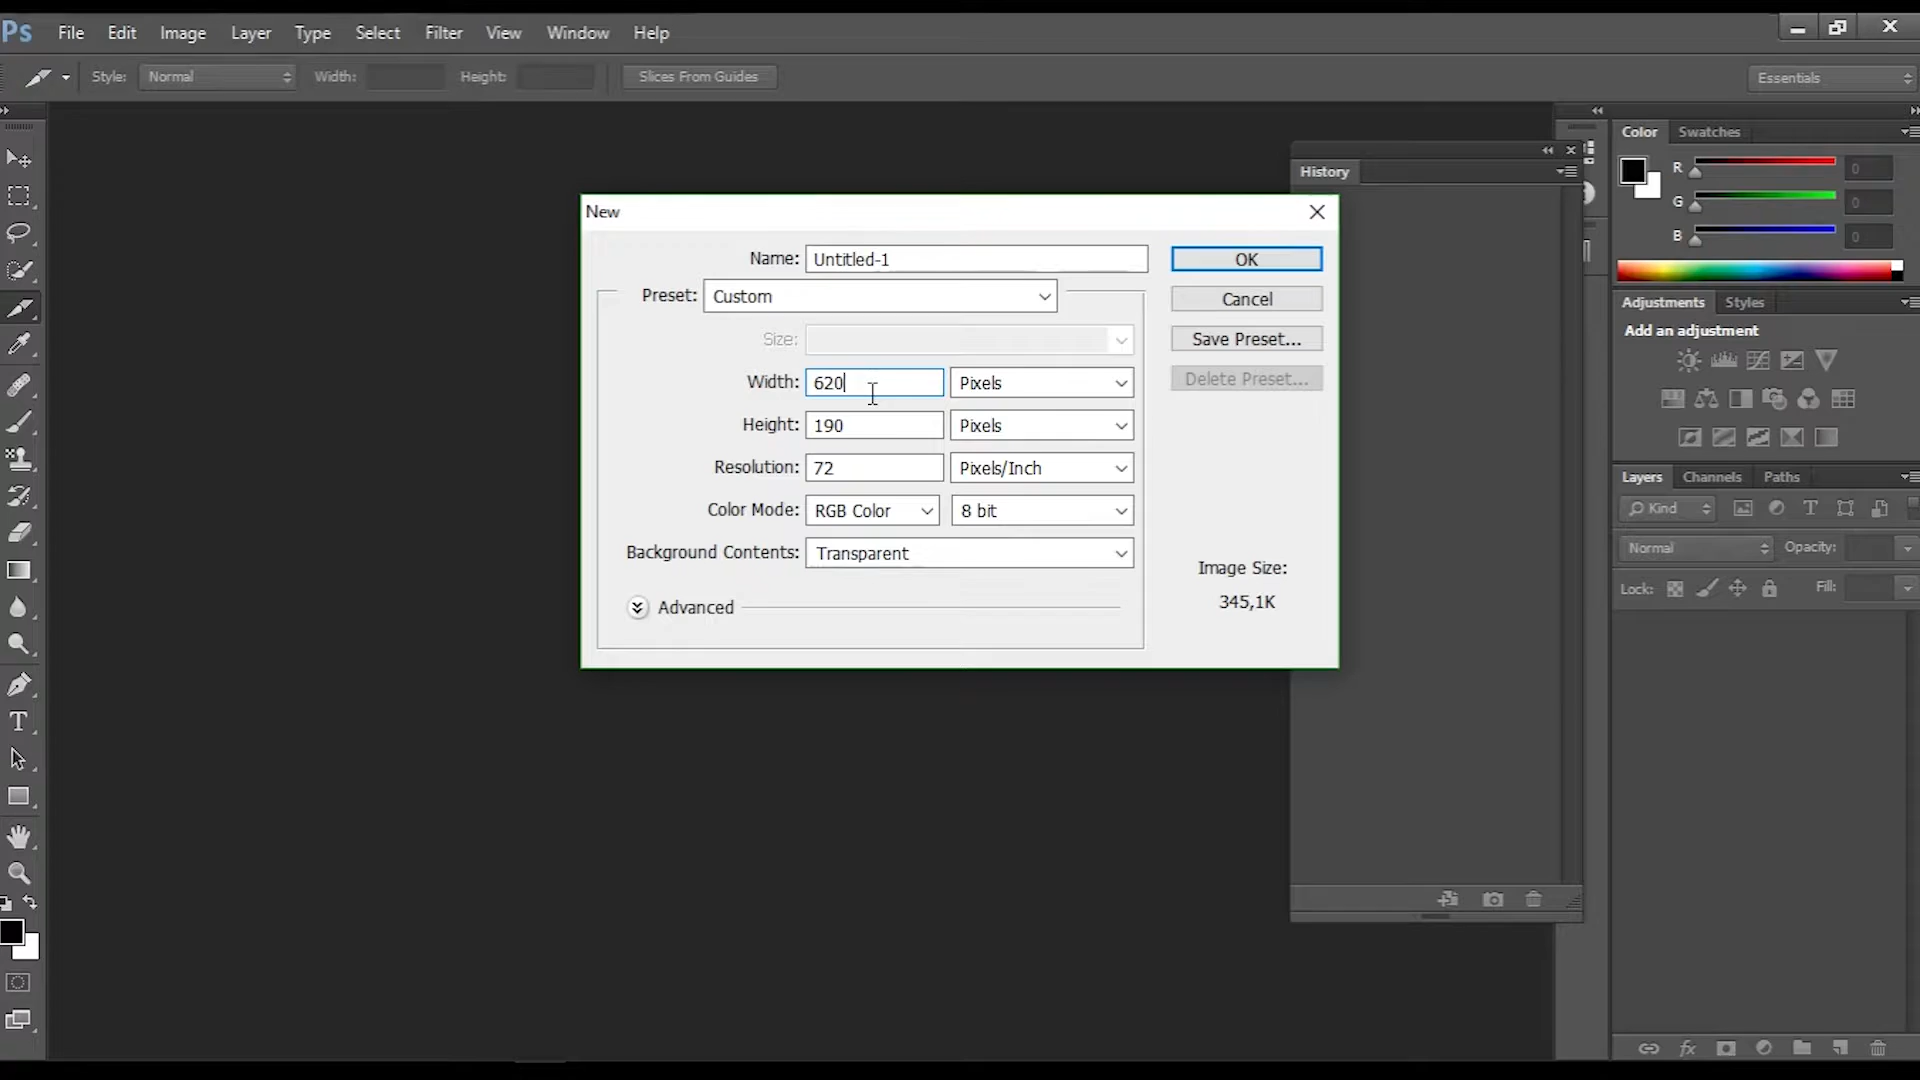 Ps File Edit Image Layer Type Select Filter View Window Help
Style: Normal Width: Height: Slices From Guides Essentials
Color Swatches
R 0
G 0
B 0
History
New
Name: Untitled-1 OK
Preset: Custom Cancel
Size: Save Preset...
Width: 620 Pixels Delete Preset...
Height: 190 Pixels
Resolution: 72 Pixels/Inch
Color Mode: RGB Color 8 bit
Background Contents: Transparent
Image Size:
345,1K
Advanced
Adjustments Styles
Add an adjustment
Layers Channels Paths
Kind T
Normal Opacity:
Lock: Fill:
T
fx